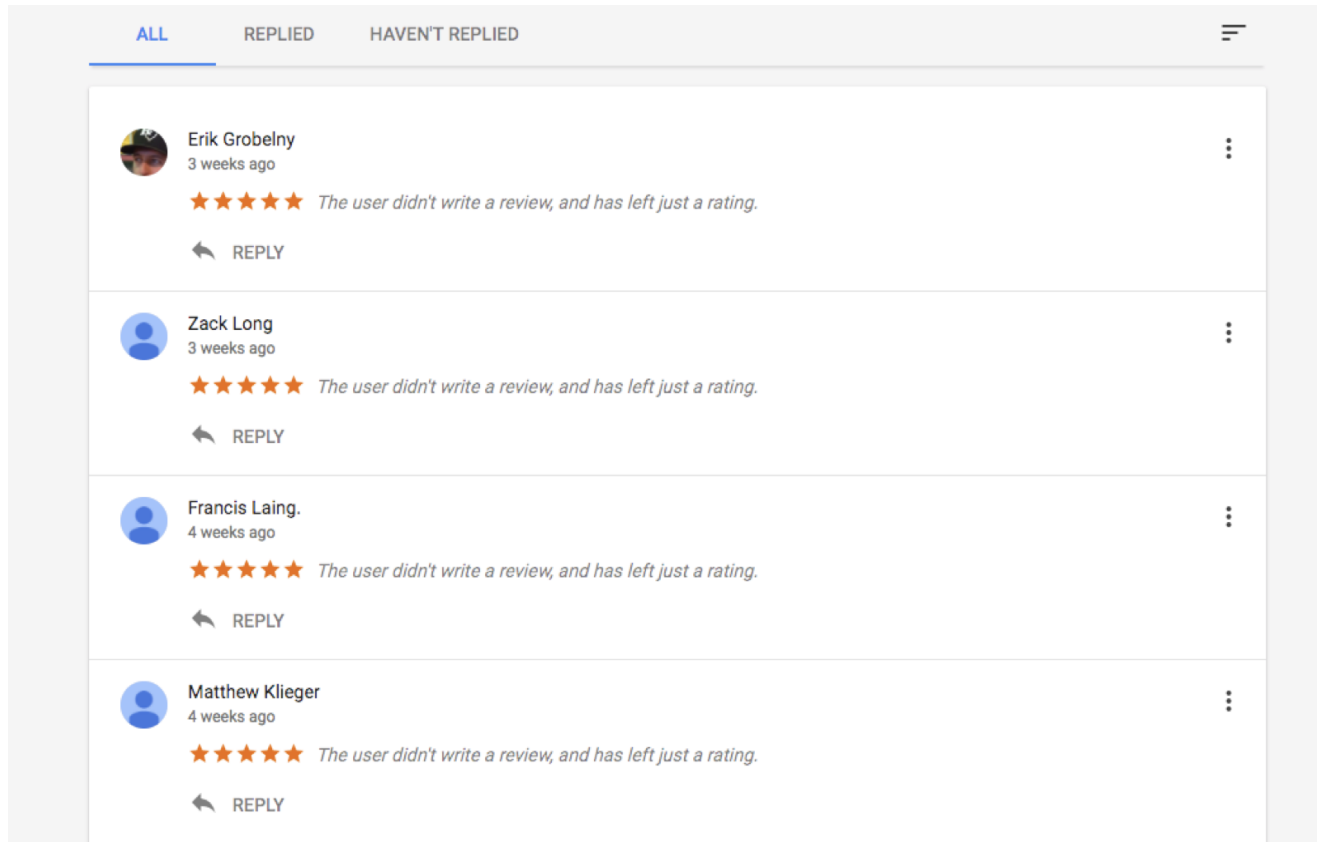 ALL REPLIED HAVEN'T REPLIED
Erik Grobelny
3 weeks ago
The user didn't write a review, and has left just a rating.
REPLY
Zack Long
3 weeks ago
The user didn't write a review, and has left just a rating.
REPLY
Francis Laing.
4 weeks ago
The user didn't write a review, and has left just a rating.
REPLY
Matthew Klieger
4 weeks ago
The user didn't write a review, and has left just a rating.
REPLY